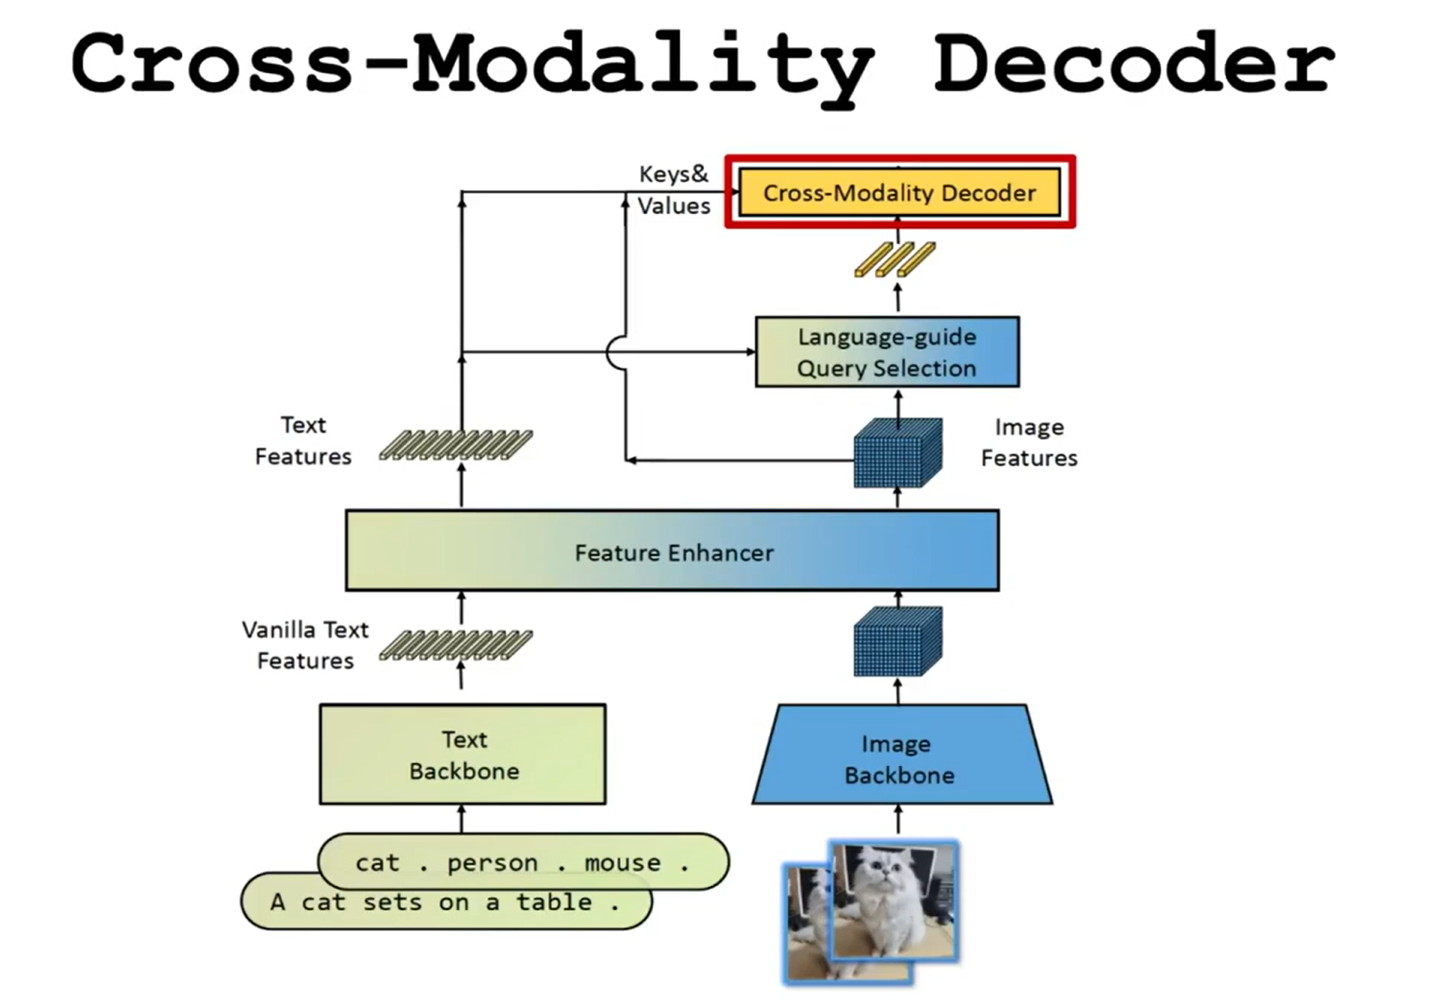 Cross-Modality Decoder
Keys&
Values
Cross-Modality Decoder
Language-guide
Query Selection
Text
Features
Image
Features
Feature Enhancer
Vanilla Text
Features
Text
Backbone
Image
Backbone
cat . person . mouse .
A cat sets on a table .